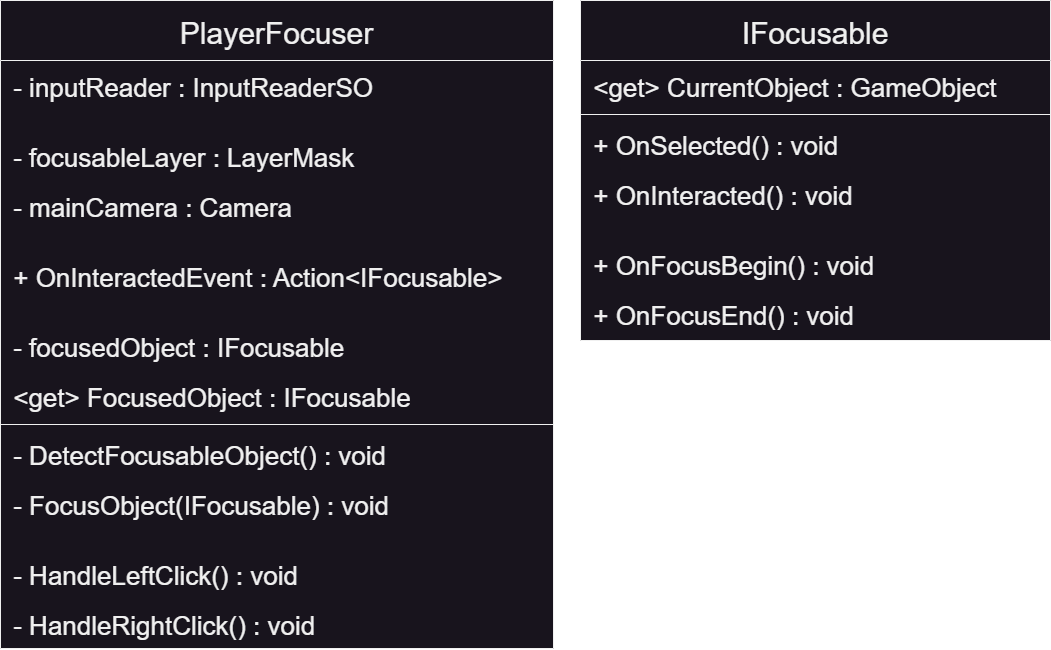 PlayerFocuser
- inputReader : InputReaderSO
- focusableLayer : LayerMask
- mainCamera : Camera
+ OnInteractedEvent : Action<IFocusable>
- focusedObject : IFocusable
<get> FocusedObject : IFocusable
- DetectFocusableObject() : void
- FocusObject(IFocusable) : void
- HandleLeftClick() : void
- HandleRightClick() : void
IFocusable
<get> CurrentObject : GameObject
+ OnSelected() : void
+ OnInteracted() : void
+ OnFocusBegin() : void
+ OnFocusEnd() : void